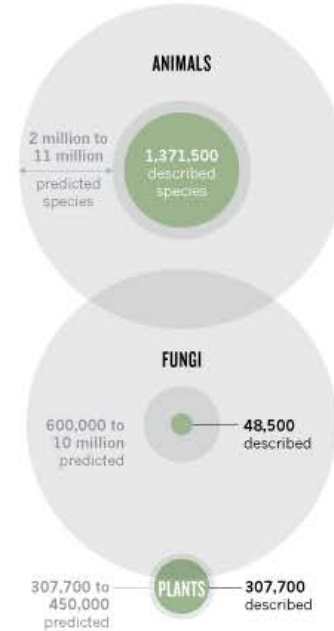 ANIMALS
2 million to
11 million
predicted
species
1,371,500
described
species
FUNGI
600,000 to
10 million
predicted
48,500
described
307,700 to
450,000
predicted
PLANTS
307,700
described